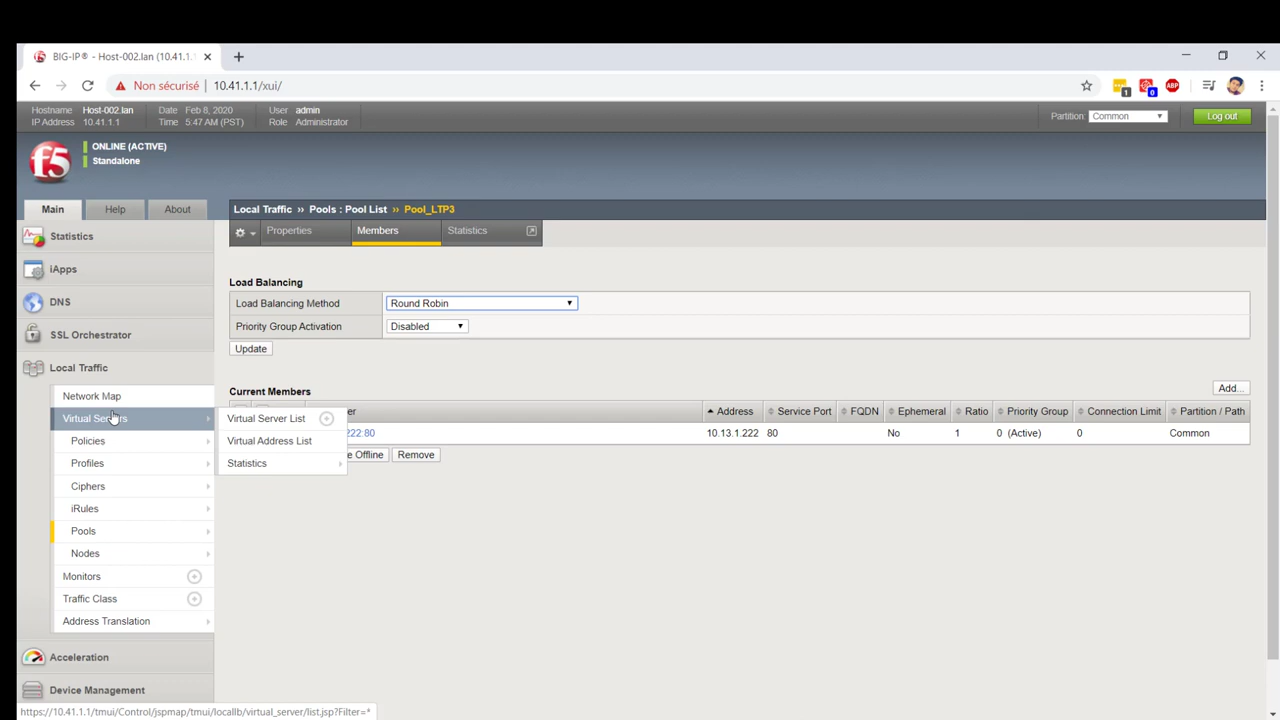 BIG-IP® - Host-002.lan (10.41.1.
Non sécurisé 10.41.1.1/xui/
1 0 ABP
Hostname Host-002.lan Date Feb 8, 2020 User admin
IP Address 10.41.1.1 Time 5:47 AM (PST) Role Administrator
Partition: Common Log out
f5 ONLINE (ACTIVE)
Standalone
Main Help About
Local Traffic ›› Pools : Pool List ›› Pool_LTP3
Properties Members Statistics
Statistics
iApps
DNS
SSL Orchestrator
Local Traffic
Network Map
Virtual Servers
Policies
Profiles
Ciphers
iRules
Pools
Nodes
Monitors
Traffic Class
Address Translation
Acceleration
Device Management
Virtual Server List
Virtual Address List
Statistics
Load Balancing
Load Balancing Method Round Robin
Priority Group Activation Disabled
Update
Current Members Add...
er Address Service Port FQDN Ephemeral Ratio Priority Group Connection Limit Partition / Path
222:80 10.13.1.222 80 No 1 0 (Active) 0 Common
e Offline Remove
https://10.41.1.1/tmui/Control/jspmap/tmui/locallb/virtual_server/list.jsp?Filter=*